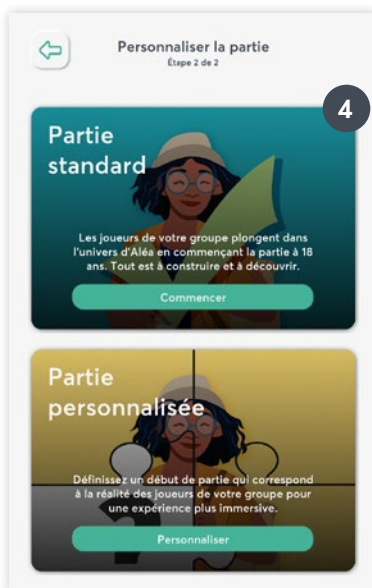 Personnaliser la partie
Étape 2 de 2
4
Partie
standard
Les joueurs de votre groupe plongent dans
l'univers d'Aléa en commençant la partie à 18
ans. Tout est à construire et à découvrir.
Commencer
Partie
personnalisée
Définissez un début de partie qui correspond
à la réalité des joueurs de votre groupe pour
une expérience plus immersive.
Personnaliser